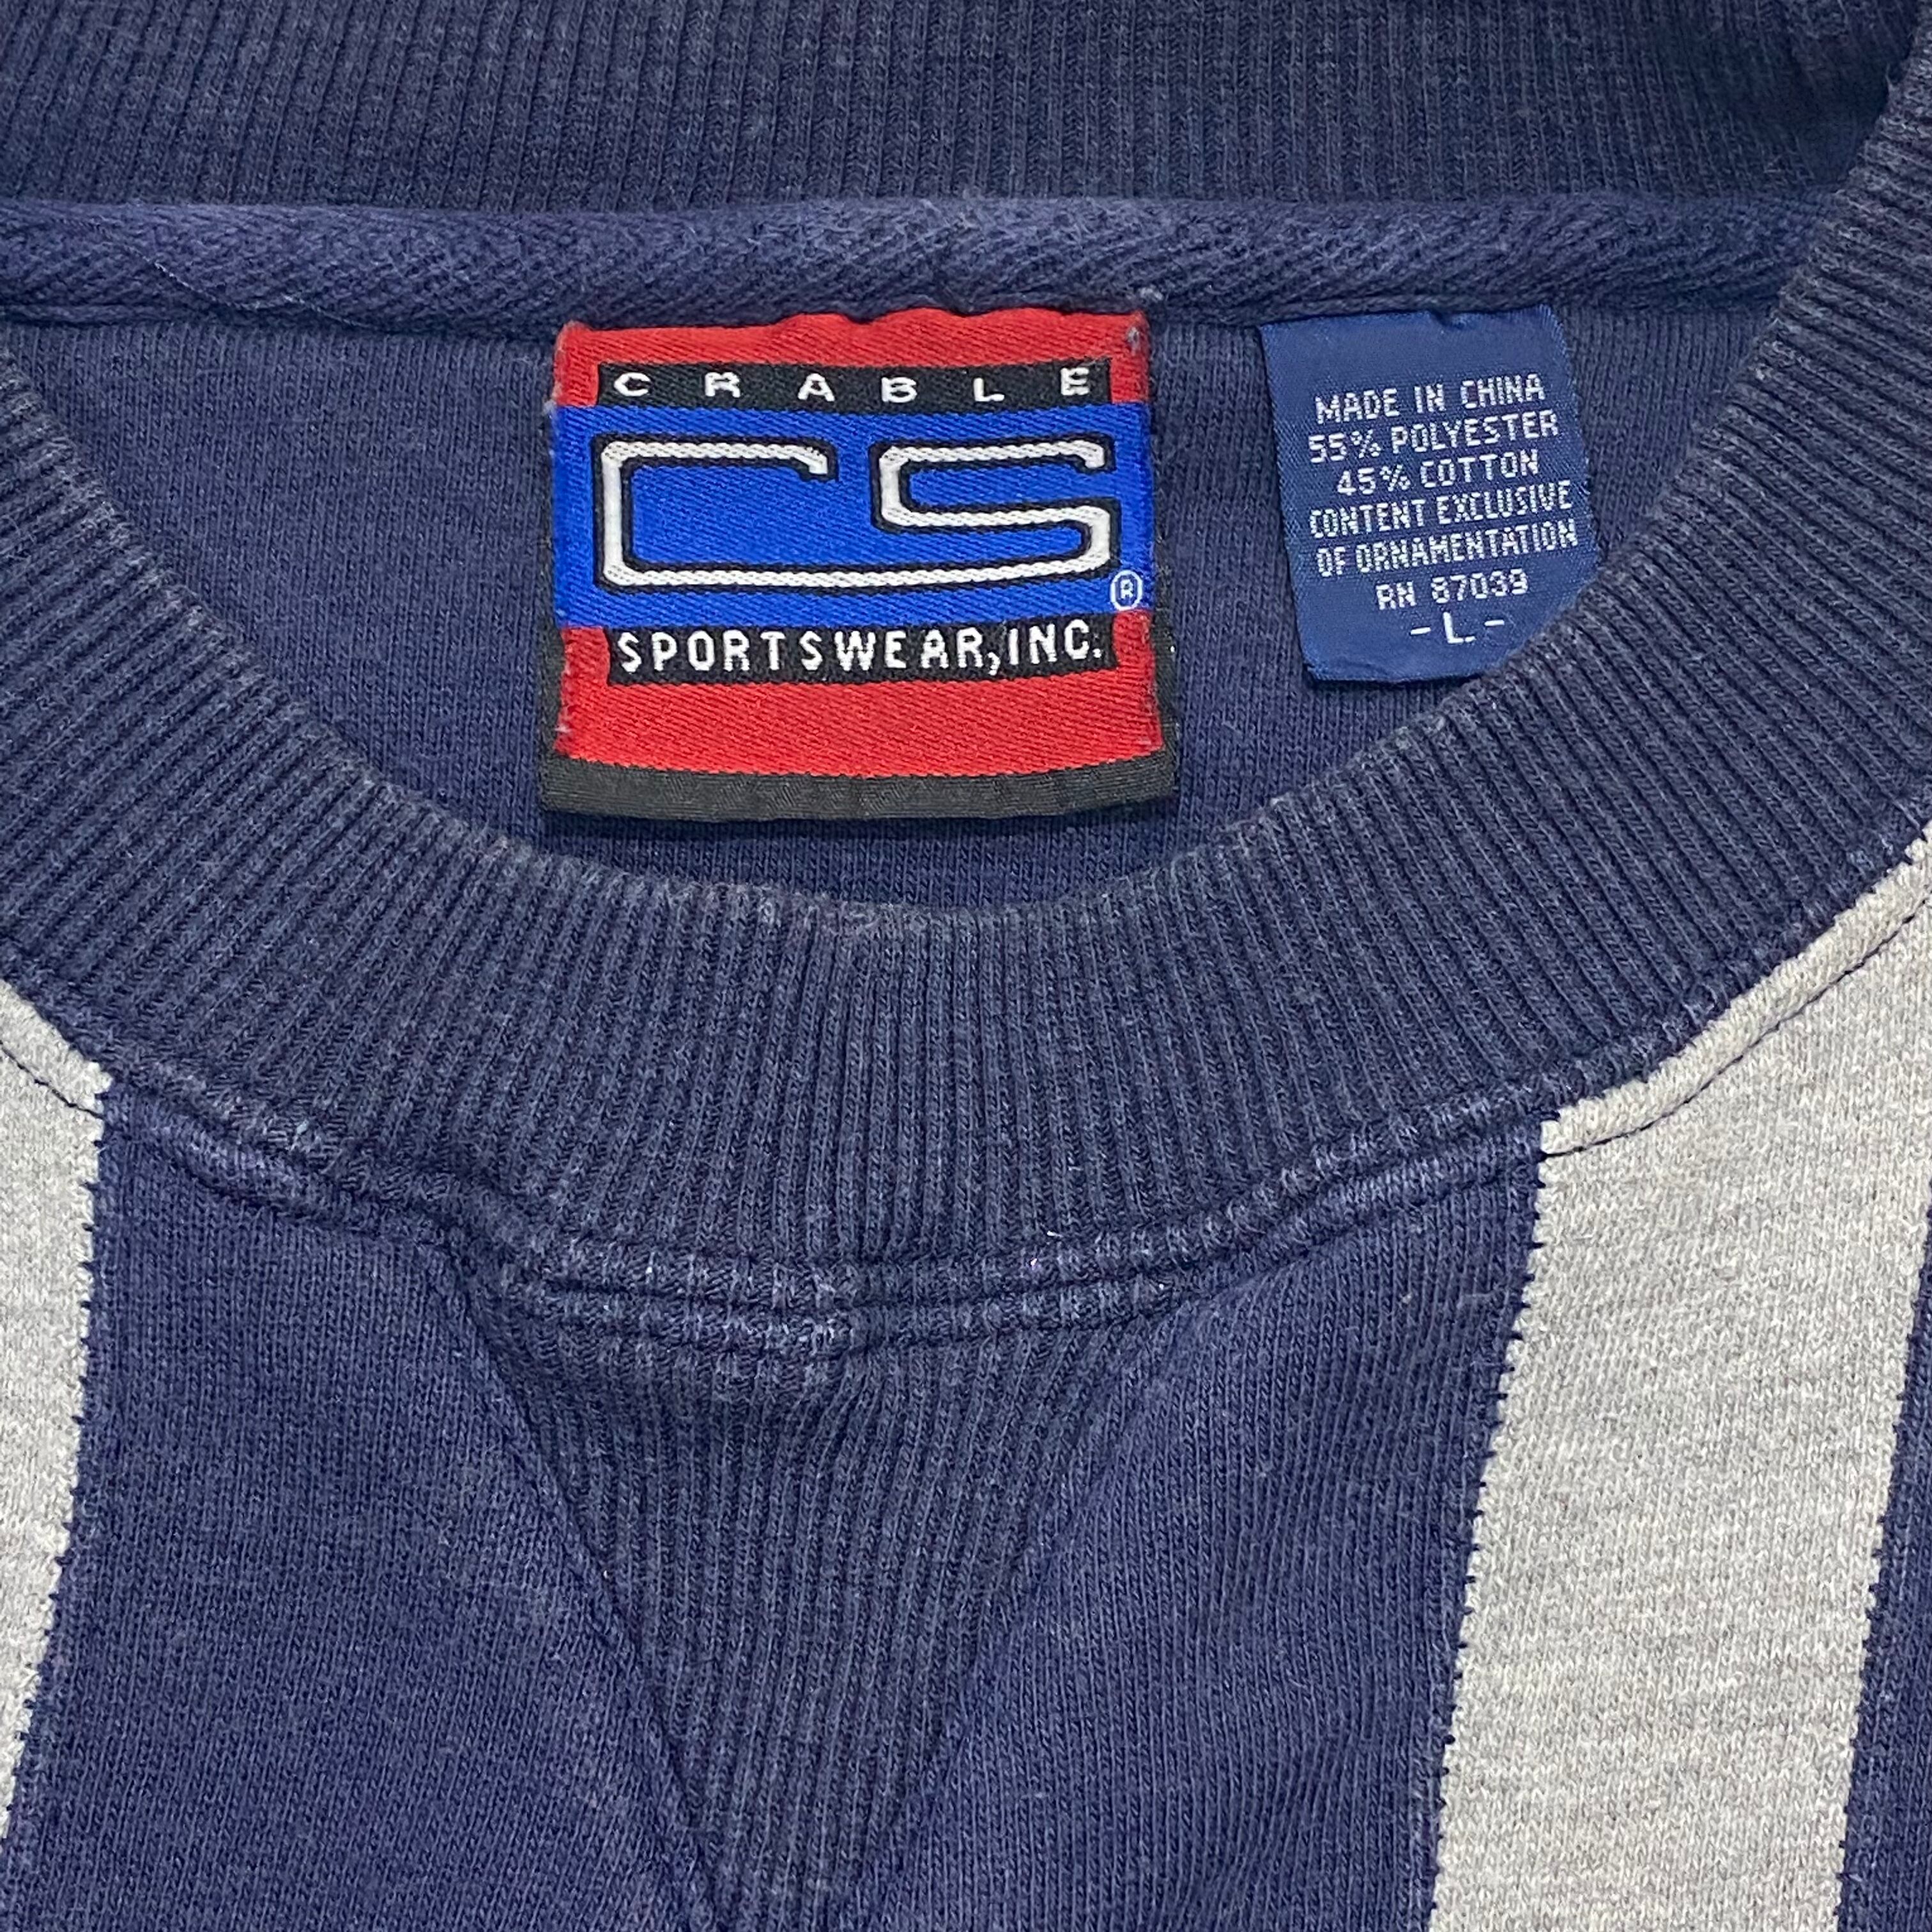 CRABLE
CS®
SPORTSWEAR, INC.
MADE IN CHINA
55% POLYESTER
45% COTTON
CONTENT EXCLUSIVE
OF ORNAMENTATION
RN 87039
- L. -